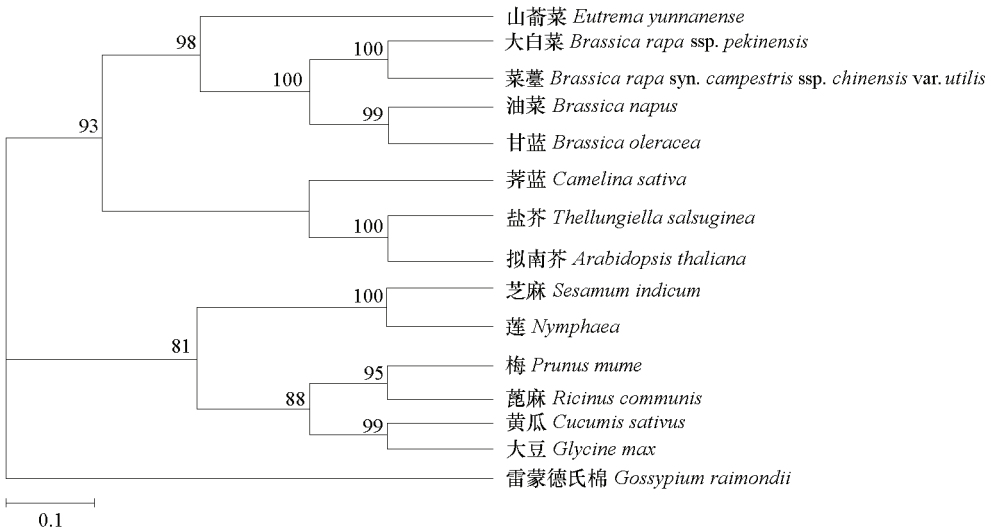 山萮菜 Eutrema yunnanense
98
大白菜 Brassica rapa ssp. pekinensis
100
菜薹 Brassica rapa syn. campestris ssp. chinensis var. utilis
100
油菜 Brassica napus
99
甘蓝 Brassica oleracea
93
荠蓝 Camelina sativa
盐芥 Thellungiella salsuginea
100
拟南芥 Arabidopsis thaliana
芝麻 Sesamum indicum
100
莲 Nymphaea
81
梅 Prunus mume
95
蓖麻 Ricinus communis
88
黄瓜 Cucumis sativus
99
大豆 Glycine max
雷蒙德氏棉 Gossypium raimondii
0.1